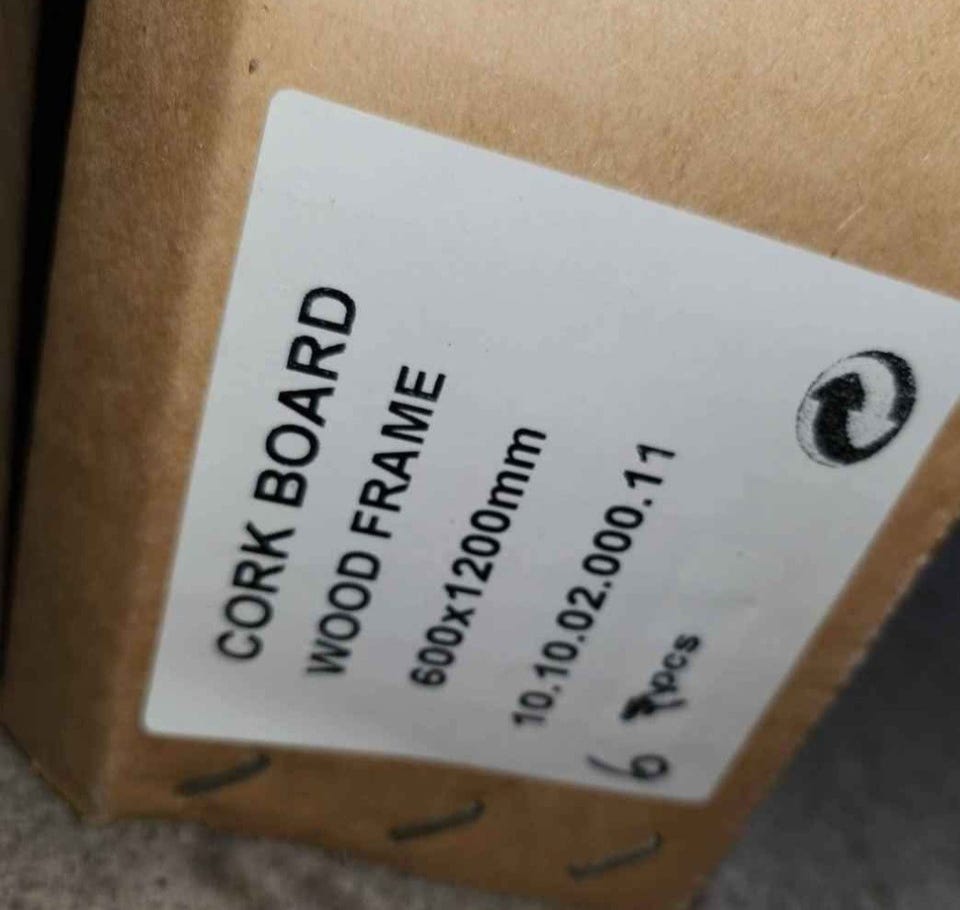 CORK BOARD
WOOD FRAME
600x1200mm
10.10.02.000.11
6 pcs